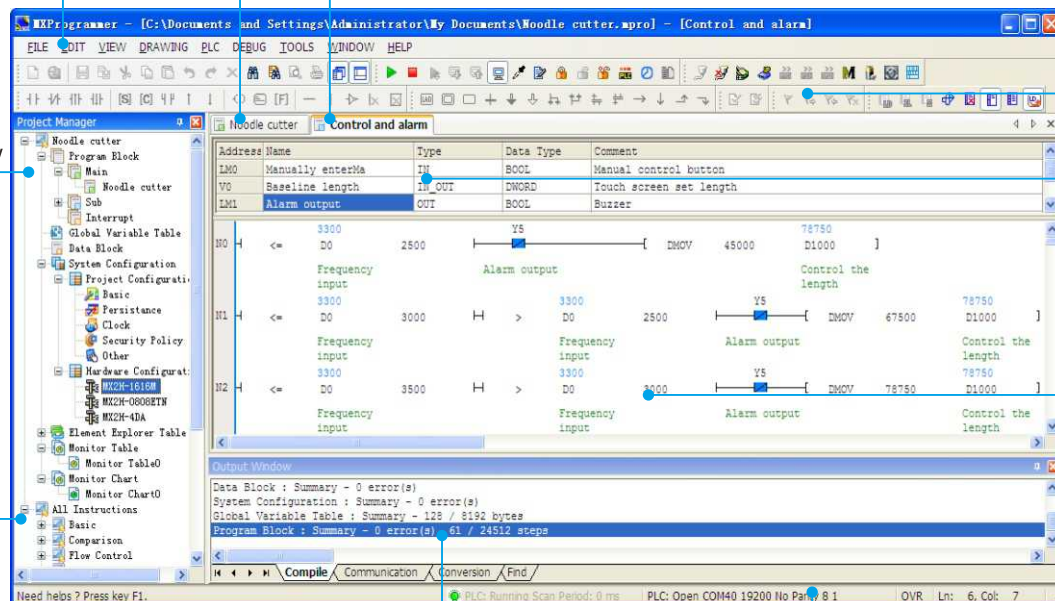 MXProgrammer - [C:\Documents and Settings\Administrator\My Documents\Noodle cutter.mpro] - [Control and alarm]
FILE EDIT VIEW DRAWING PLC DEBUG TOOLS WINDOW HELP
Project Manager
Noodle cutter
Program Block
Main
Noodle cutter
Sub
Interrupt
Global Variable Table
Data Block
System Configuration
Project Configurati
Basic
Persistance
Clock
Security Policy
Other
Hardware Configurat
MX2H-1616M
MX2H-0808ETN
MX2H-4DA
Element Explorer Table
Monitor Table
Monitor Table0
Monitor Chart
Monitor Chart0
All Instructions
Basic
Comparison
Flow Control
Noodle cutter Control and alarm
Address Name Type Data Type Comment
LM0 Manually enterMa IN BOOL Manual control button
V0 Baseline length IN_OUT DWORD Touch screen set length
LM1 Alarm output OUT BOOL Buzzer
3300 Y5 78750
N0 <= D0 2500 [ DMOV 45000 D1000 ]
Frequency input Alarm output Control the length
3300 3300 Y5 78750
N1 <= D0 3000 > D0 2500 [ DMOV 67500 D1000 ]
Frequency input Frequency input Alarm output Control the length
3300 3300 Y5 78750
N2 <= D0 3500 > D0 3000 [ DMOV 78750 D1000 ]
Frequency input Frequency input Alarm output Control the length
Output Window
Data Block : Summary - 0 error(s)
System Configuration : Summary - 0 error(s)
Global Variable Table : Summary - 128 / 8192 bytes
Program Block : Summary - 0 error(s) 61 / 24512 steps
Compile Communication Conversion Find
Need helps ? Press key F1. PLC: Running Scan Period: 0 ms PLC: Open COM40 19200 No Parity 8 1 OVR Ln: 6, Col: 7